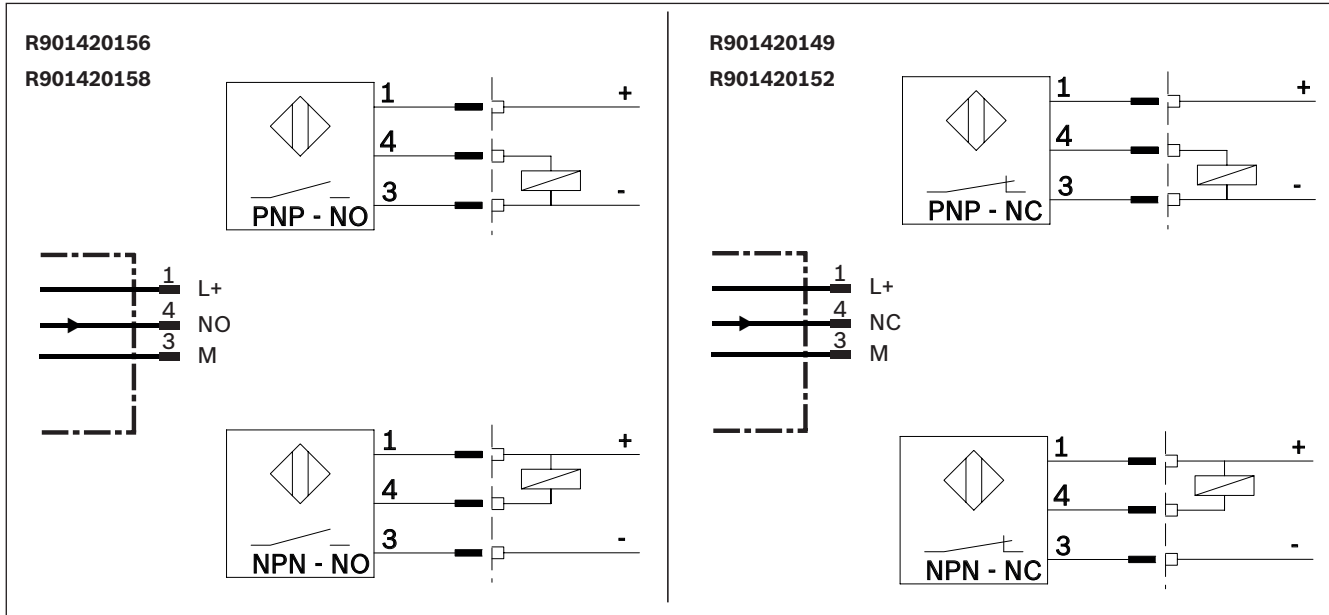 R901420156
R901420158
1
+
4
3
-
PNP - NO
1
L+
4
NO
3
M
1
+
4
3
-
NPN - NO
R901420149
R901420152
1
+
4
3
-
PNP - NC
1
L+
4
NC
3
M
1
+
4
3
-
NPN - NC